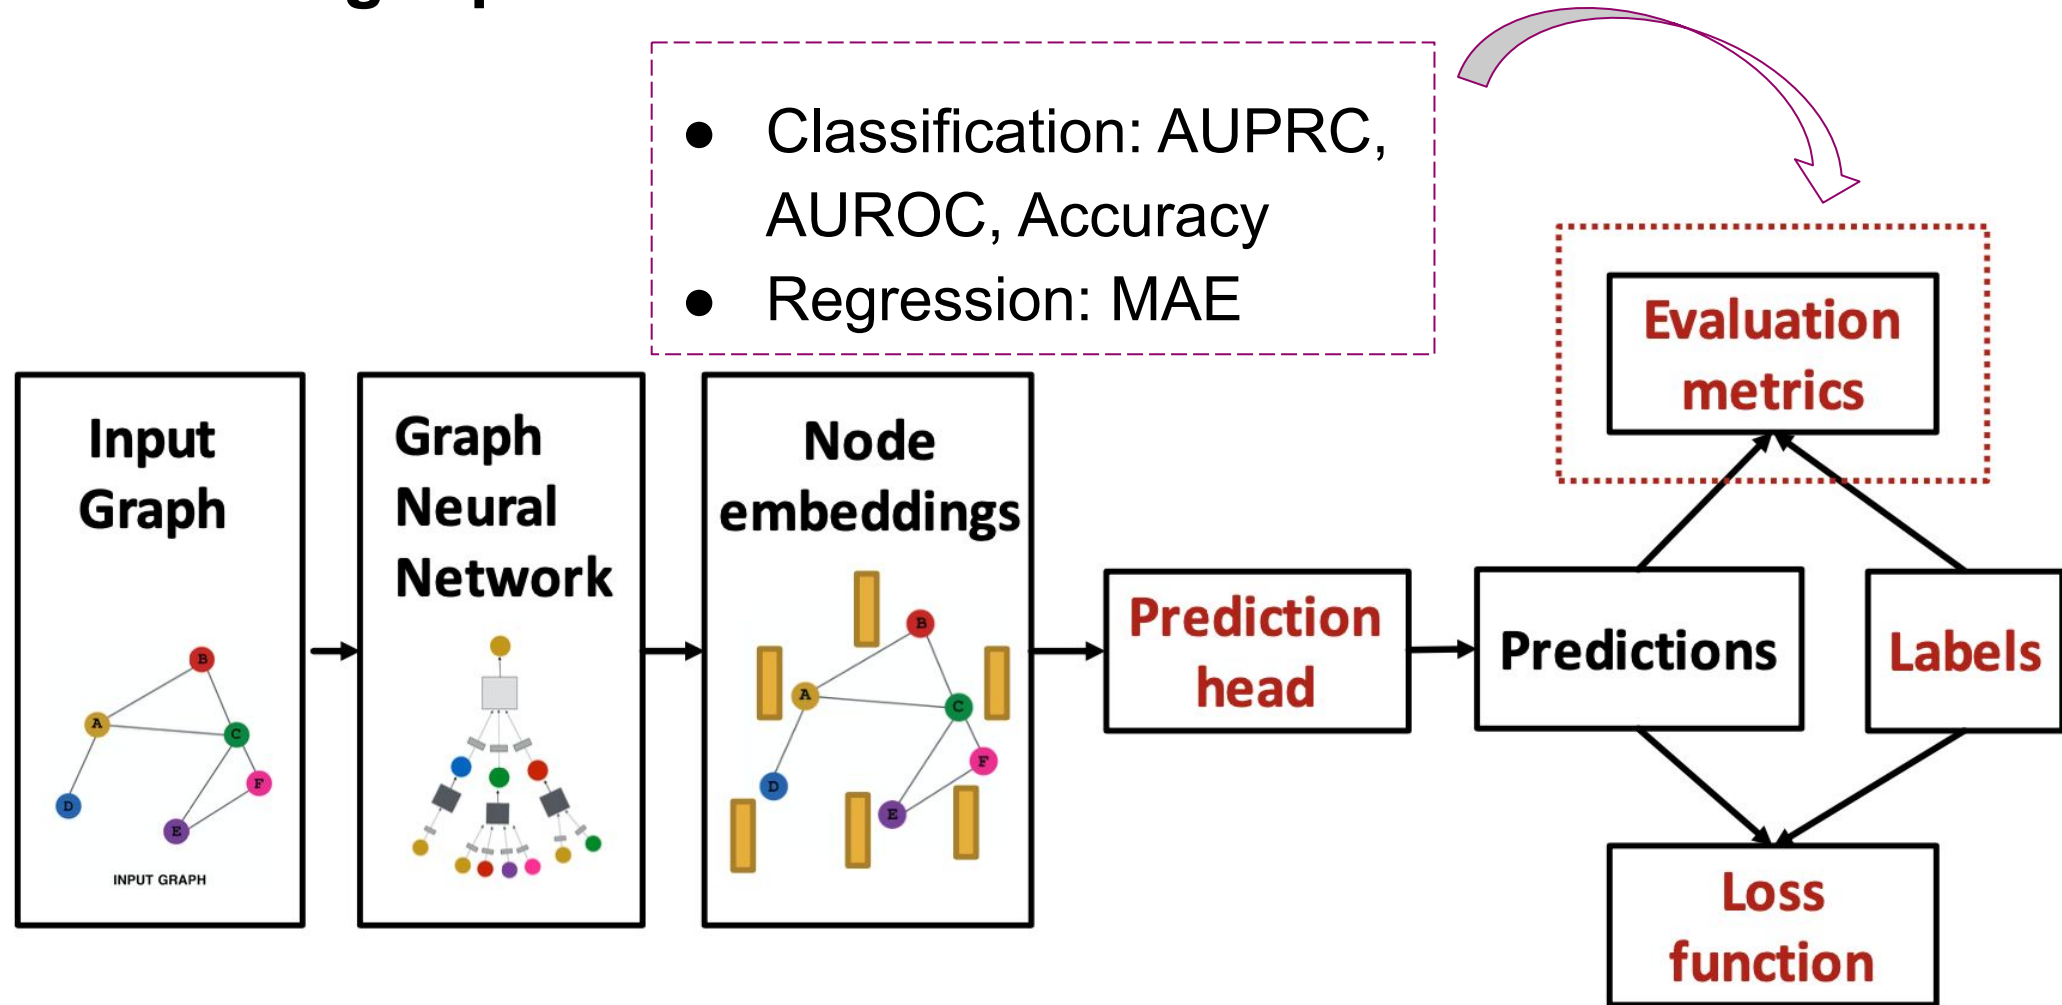 ● Classification: AUPRC,
AUROC, Accuracy
● Regression: MAE
Evaluation
metrics
Input
Graph
B
A
C
F
D
E
INPUT GRAPH
Graph
Neural
Network
Node
embeddings
B
A
C
F
D
E
Prediction
head
Predictions
Labels
Loss
function